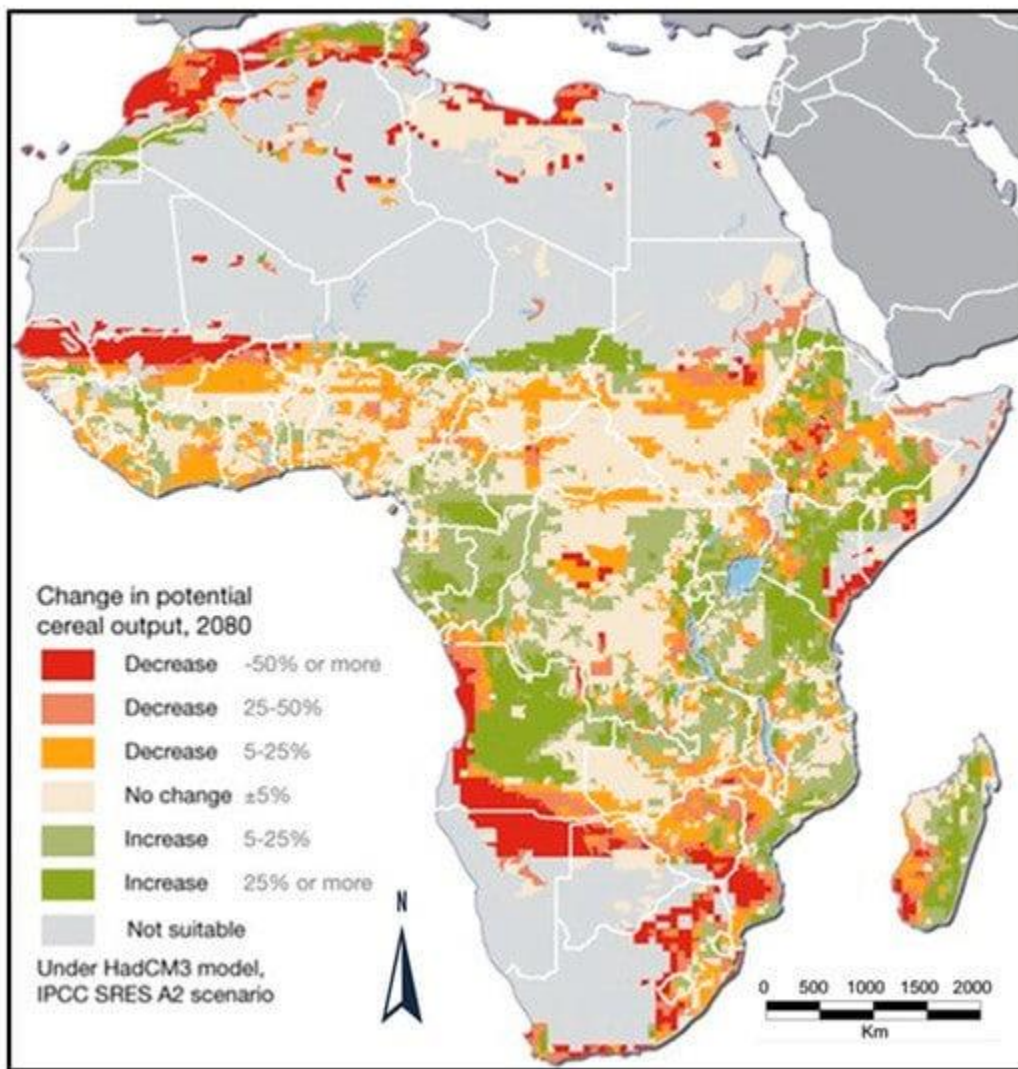 Change in potential
cereal output, 2080
Decrease -50% or more
Decrease 25-50%
Decrease 5-25%
No change ±5%
Increase 5-25%
Increase 25% or more
Not suitable
Under HadCM3 model,
IPCC SRES A2 scenario
N
0 500 1000 1500 2000
Km